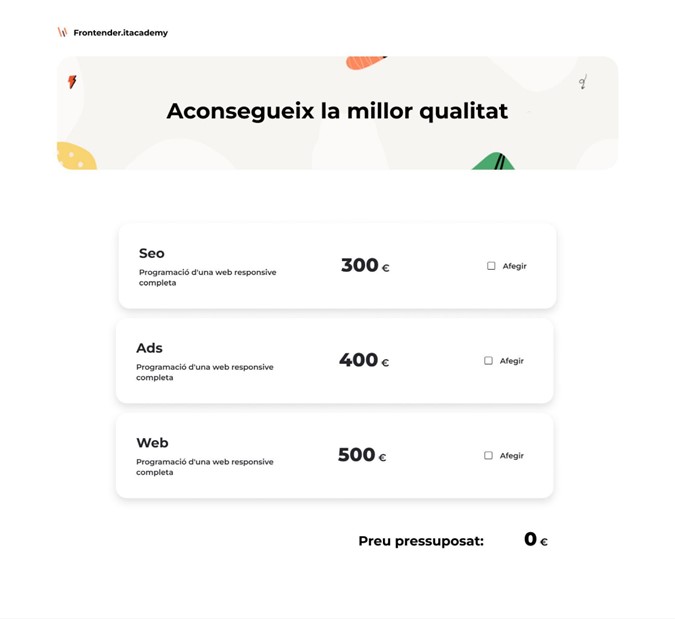 Frontender.itacademy
Aconsegueix la millor qualitat
Seo
Programació d'una web responsive
completa
300 €
Afegir
Ads
Programació d'una web responsive
completa
400 €
Afegir
Web
Programació d'una web responsive
completa
500 €
Afegir
Preu pressuposat: 0 €